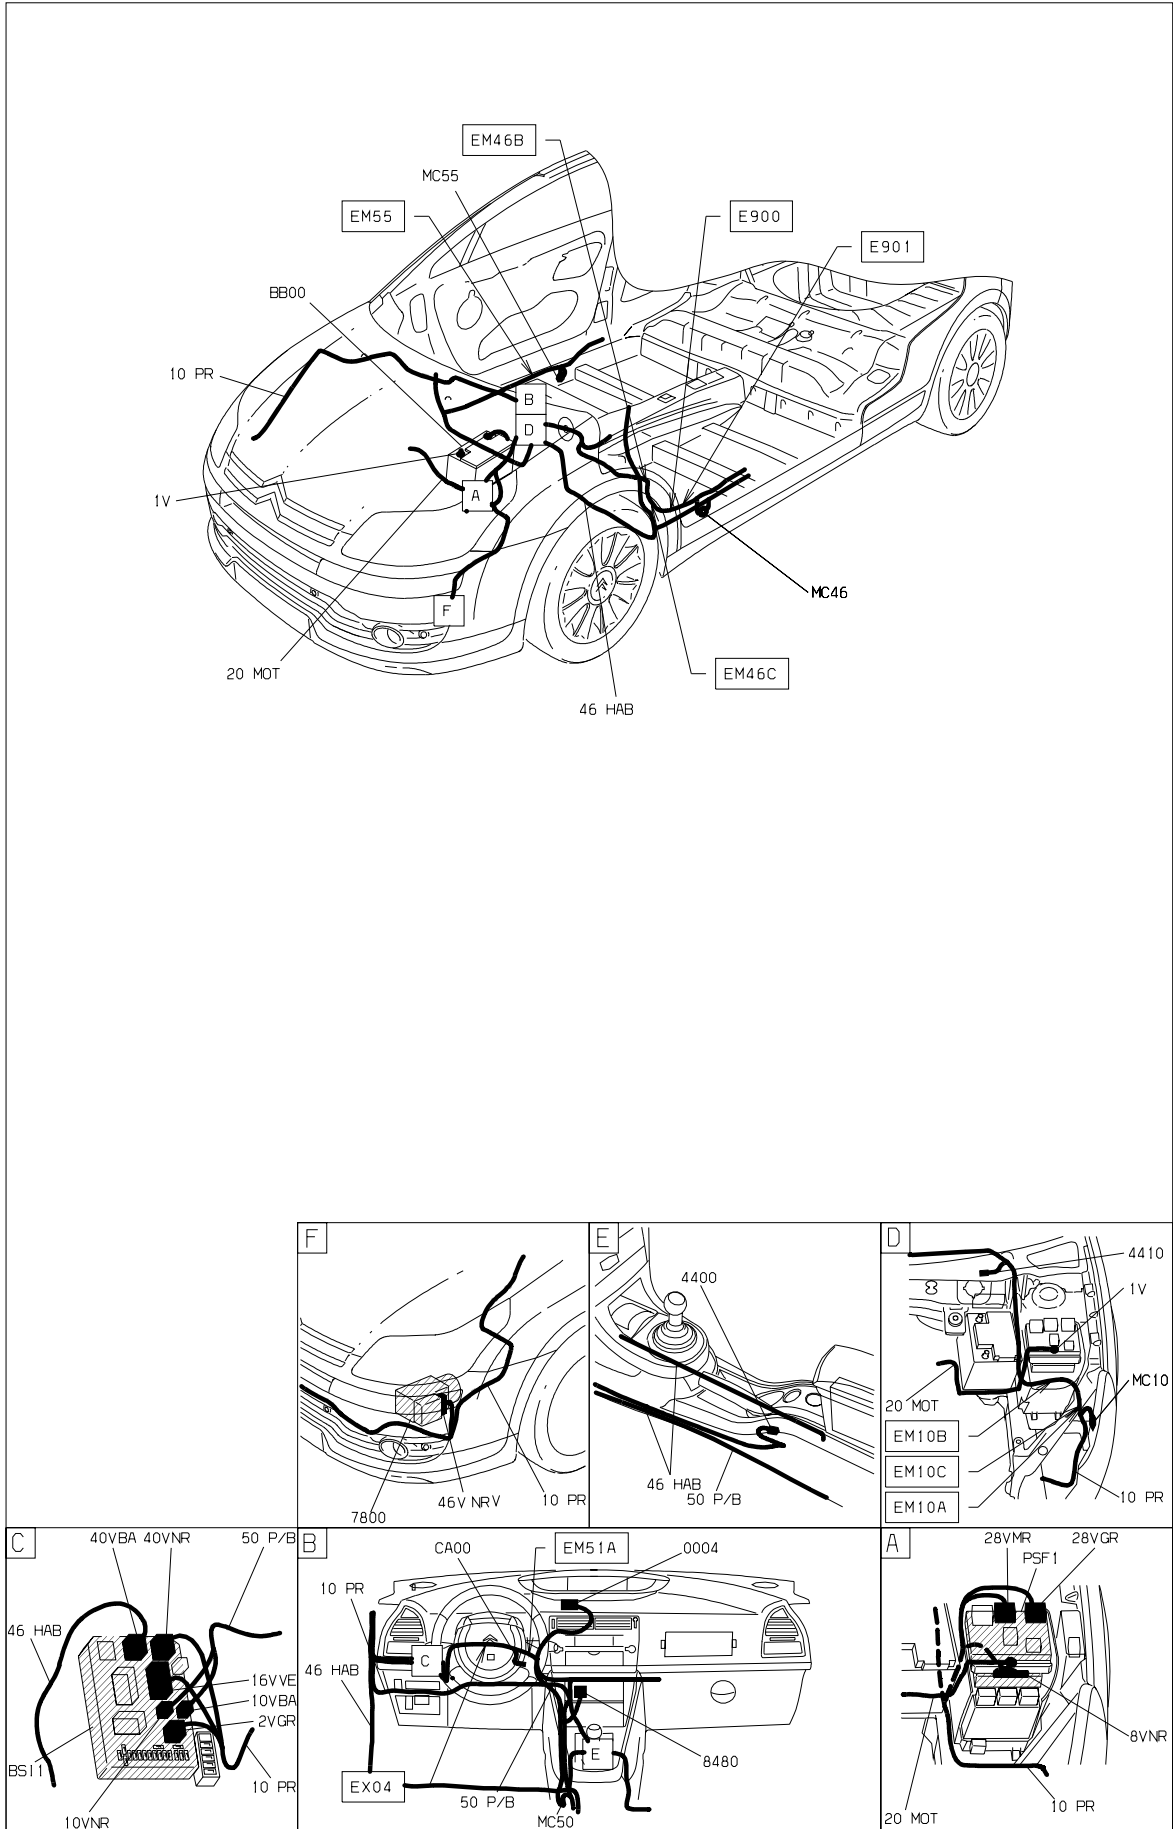 EM46B
MC55
EM55
E900
E901
BB00
10 PR
B
D
1V
A
MC46
F
20 MOT
EM46C
46 HAB
F
7800
46V NRV
10 PR
E
4400
46 HAB
50 P/B
D
4410
1V
MC10
20 MOT
EM10B
EM10C
EM10A
10 PR
C
40VBA
40VNR
50 P/B
46 HAB
16VVE
10VBA
2VGR
BSI1
10 PR
10VNR
B
CA00
EM51A
0004
10 PR
C
46 HAB
E
8480
EX04
50 P/B
MC50
A
28VMR
28VGR
PSF1
8VNR
20 MOT
10 PR